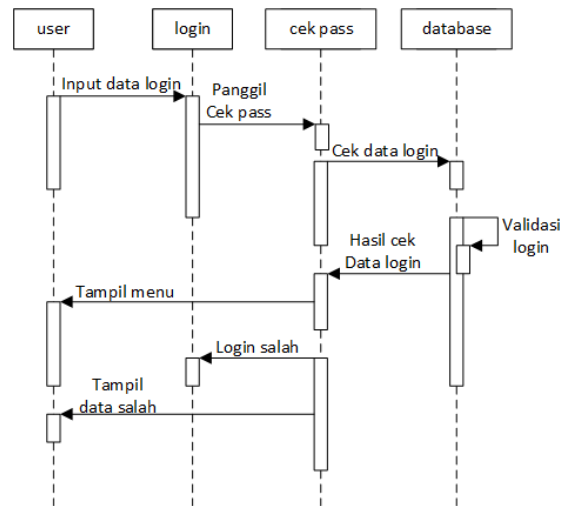 user
login
cek pass
database
Input data login
Panggil
Cek pass
Cek data login
Validasi
login
Hasil cek
Data login
Tampil menu
Login salah
Tampil
data salah